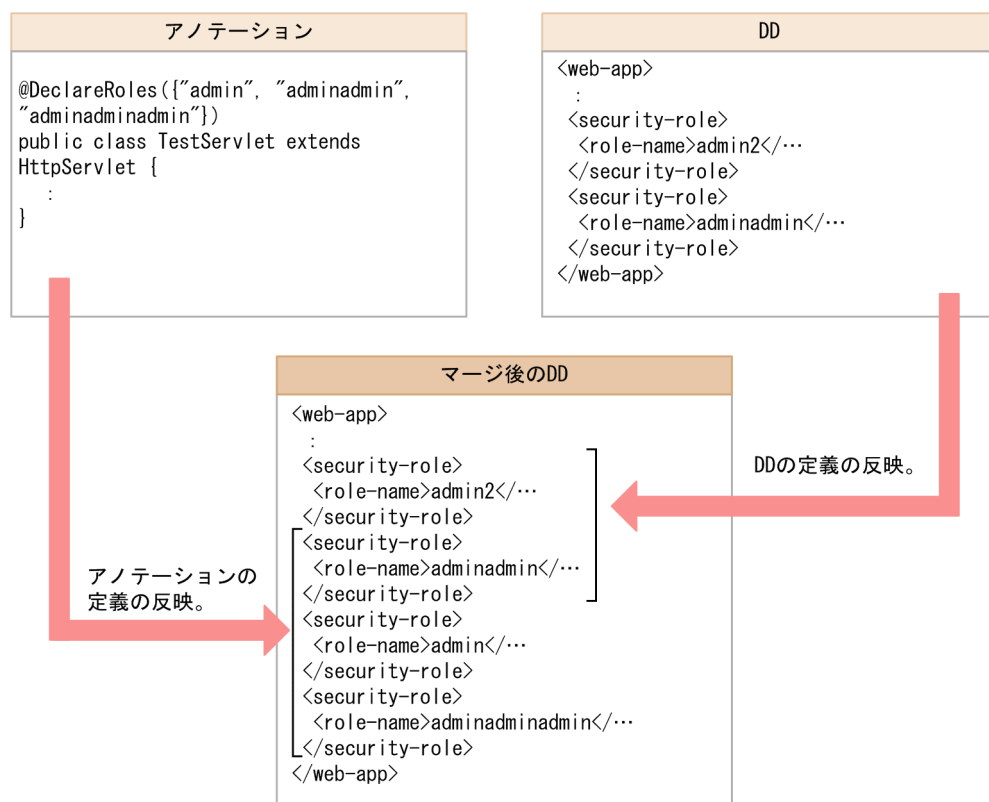 アノテーション
@DeclareRoles({"admin", "adminadmin",
"adminadminadmin"})
public class TestServlet extends
HttpServlet {
:
}
DD
<web-app>
:
<security-role>
<role-name>admin2</…
</security-role>
<security-role>
<role-name>adminadmin</…
</security-role>
</web-app>
マージ後のDD
<web-app>
:
<security-role>
<role-name>admin2</…
</security-role>
<security-role>
<role-name>adminadmin</…
</security-role>
<security-role>
<role-name>admin</…
</security-role>
<security-role>
<role-name>adminadminadmin</…
</security-role>
</web-app>
DDの定義の反映。
アノテーションの
定義の反映。